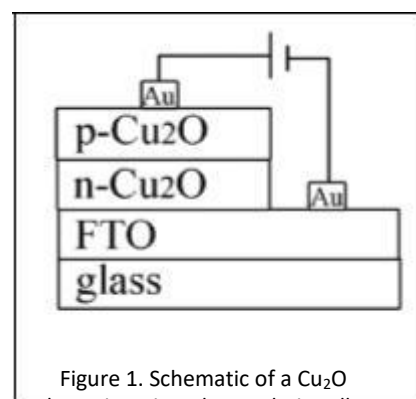 Au
p-Cu2O
n-Cu2O
Au
FTO
glass
Figure 1. Schematic of a Cu₂O